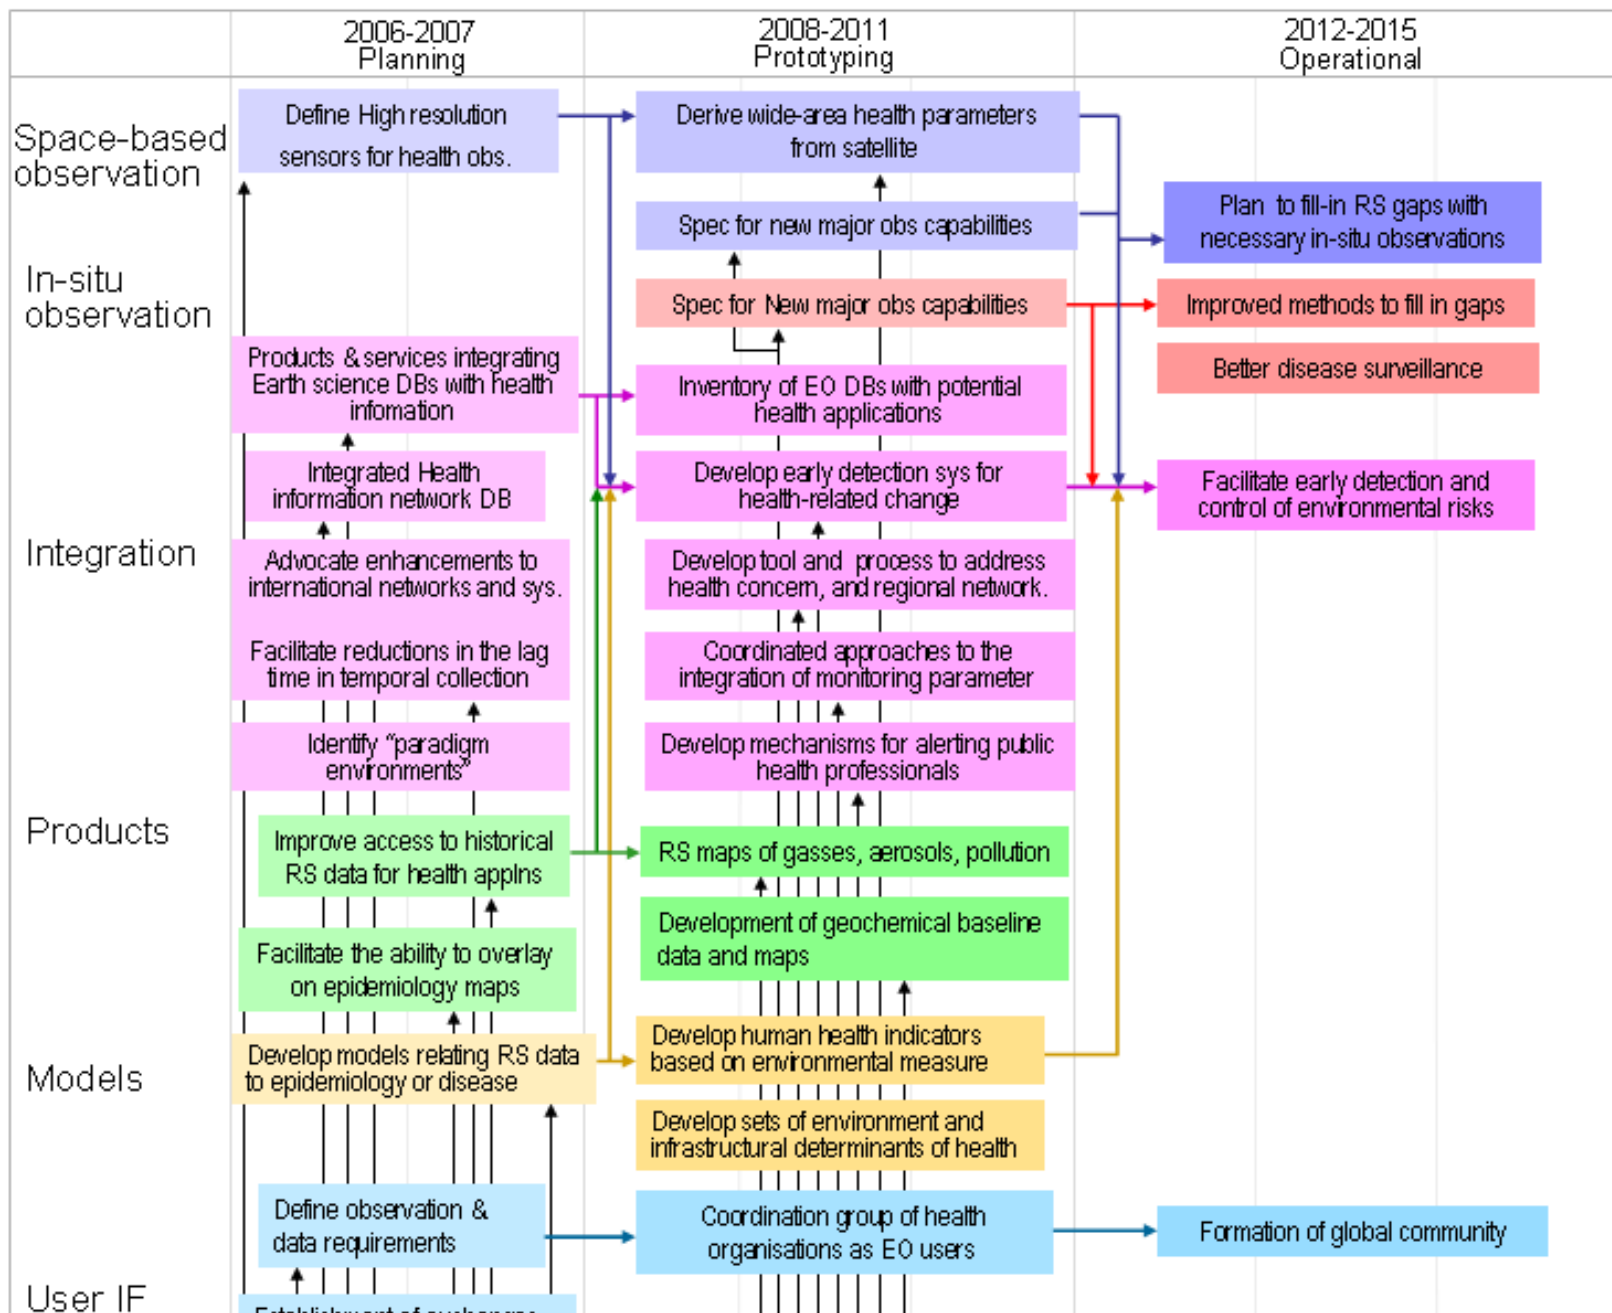 2006-2007
Planning
2008-2011
Prototyping
2012-2015
Operational
Space-based
observation
Define High resolution
sensors for health obs.
Derive wide-area health parameters
from satellite
Spec for new major obs capabilities
Plan to fill-in RS gaps with
necessary in-situ observations
In-situ
observation
Spec for New major obs capabilities
Improved methods to fill in gaps
Better disease surveillance
Products & services integrating
Earth science DBs with health
infomation
Inventory of EO DBs with potential
health applications
Integrated Health
information network DB
Develop early detection sys for
health-related change
Facilitate early detection and
control of environmental risks
Integration
Advocate enhancements to
international networks and sys.
Develop tool and process to address
health concern, and regional network.
Facilitate reductions in the lag
time in temporal collection
Coordinated approaches to the
integration of monitoring parameter
Identify “paradigm
environments”
Develop mechanisms for alerting public
health professionals
Products
Improve access to historical
RS data for health applns
RS maps of gasses, aerosols, pollution
Facilitate the ability to overlay
on epidemiology maps
Development of geochemical baseline
data and maps
Models
Develop models relating RS data
to epidemiology or disease
Develop human health indicators
based on environmental measure
Develop sets of environment and
infrastructural determinants of health
Define observation &
data requirements
Coordination group of health
organisations as EO users
Formation of global community
User IF
Establishment of exchanges